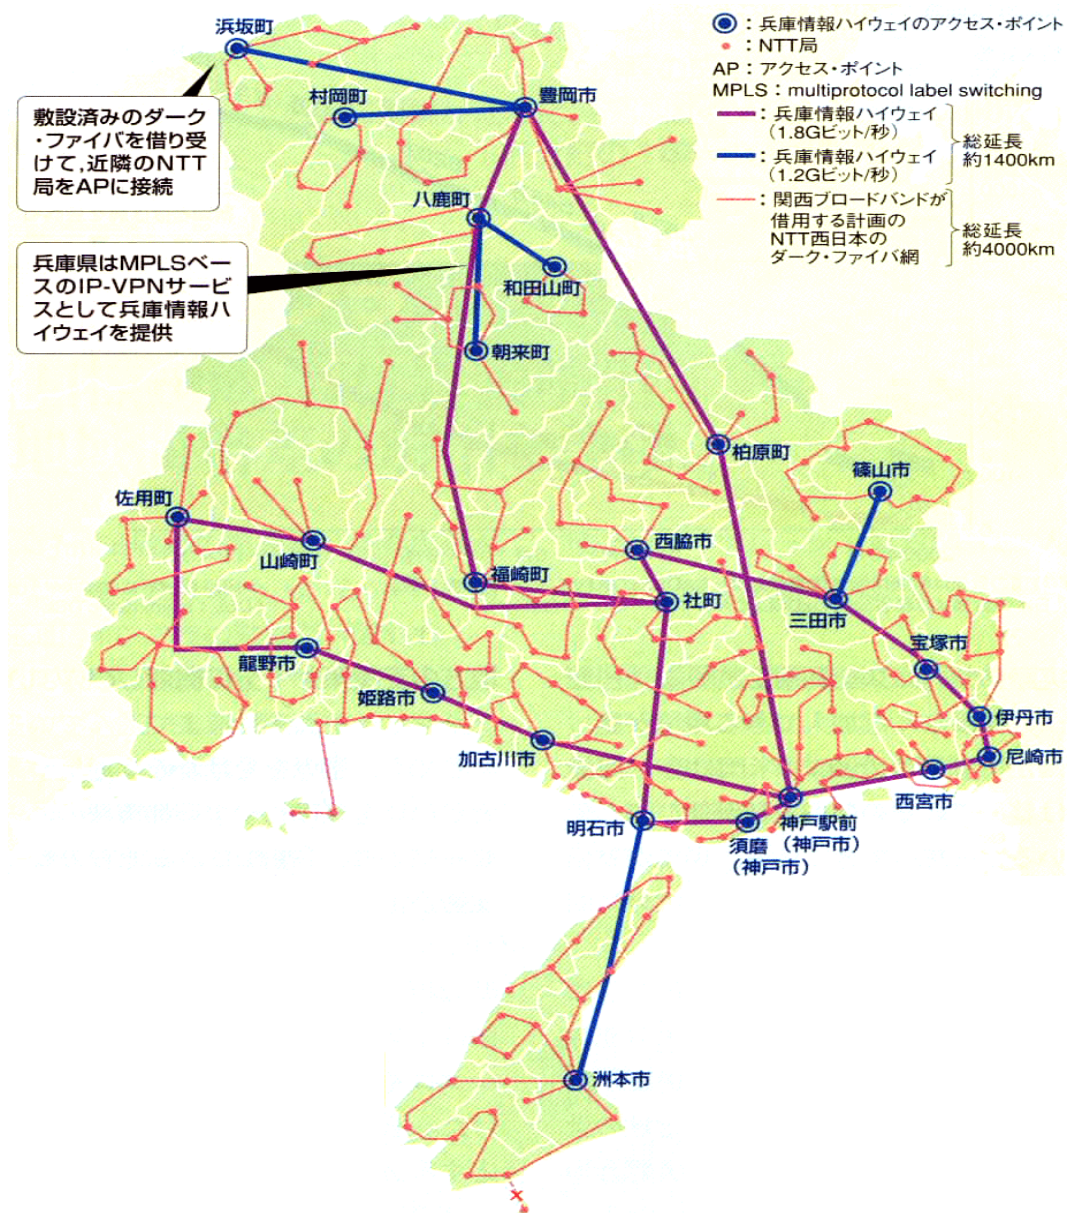 浜坂町
村岡町
豊岡市
敷設済みのダーク
・ファイバを借り受
けて,近隣のNTT
局をAPに接続
八鹿町
兵庫県はMPLSベー
スのIP-VPNサービ
スとして兵庫情報ハ
イウェイを提供
和田山町
朝来町
：兵庫情報ハイウェイのアクセス・ポイント
：NTT局
AP：アクセス・ポイント
MPLS：multiprotocol label switching
：兵庫情報ハイウェイ
（1.8Gビット/秒）
：兵庫情報ハイウェイ
（1.2Gビット/秒）
総延長
約1400km
：関西ブロードバンドが
借用する計画の
NTT西日本の
ダーク・ファイバ網
総延長
約4000km
柏原町
篠山市
佐用町
山崎町
西脇市
福崎町
社町
三田市
宝塚市
龍野市
姫路市
加古川市
伊丹市
尼崎市
西宮市
明石市
神戸駅前
（神戸市）
須磨
（神戸市）
洲本市